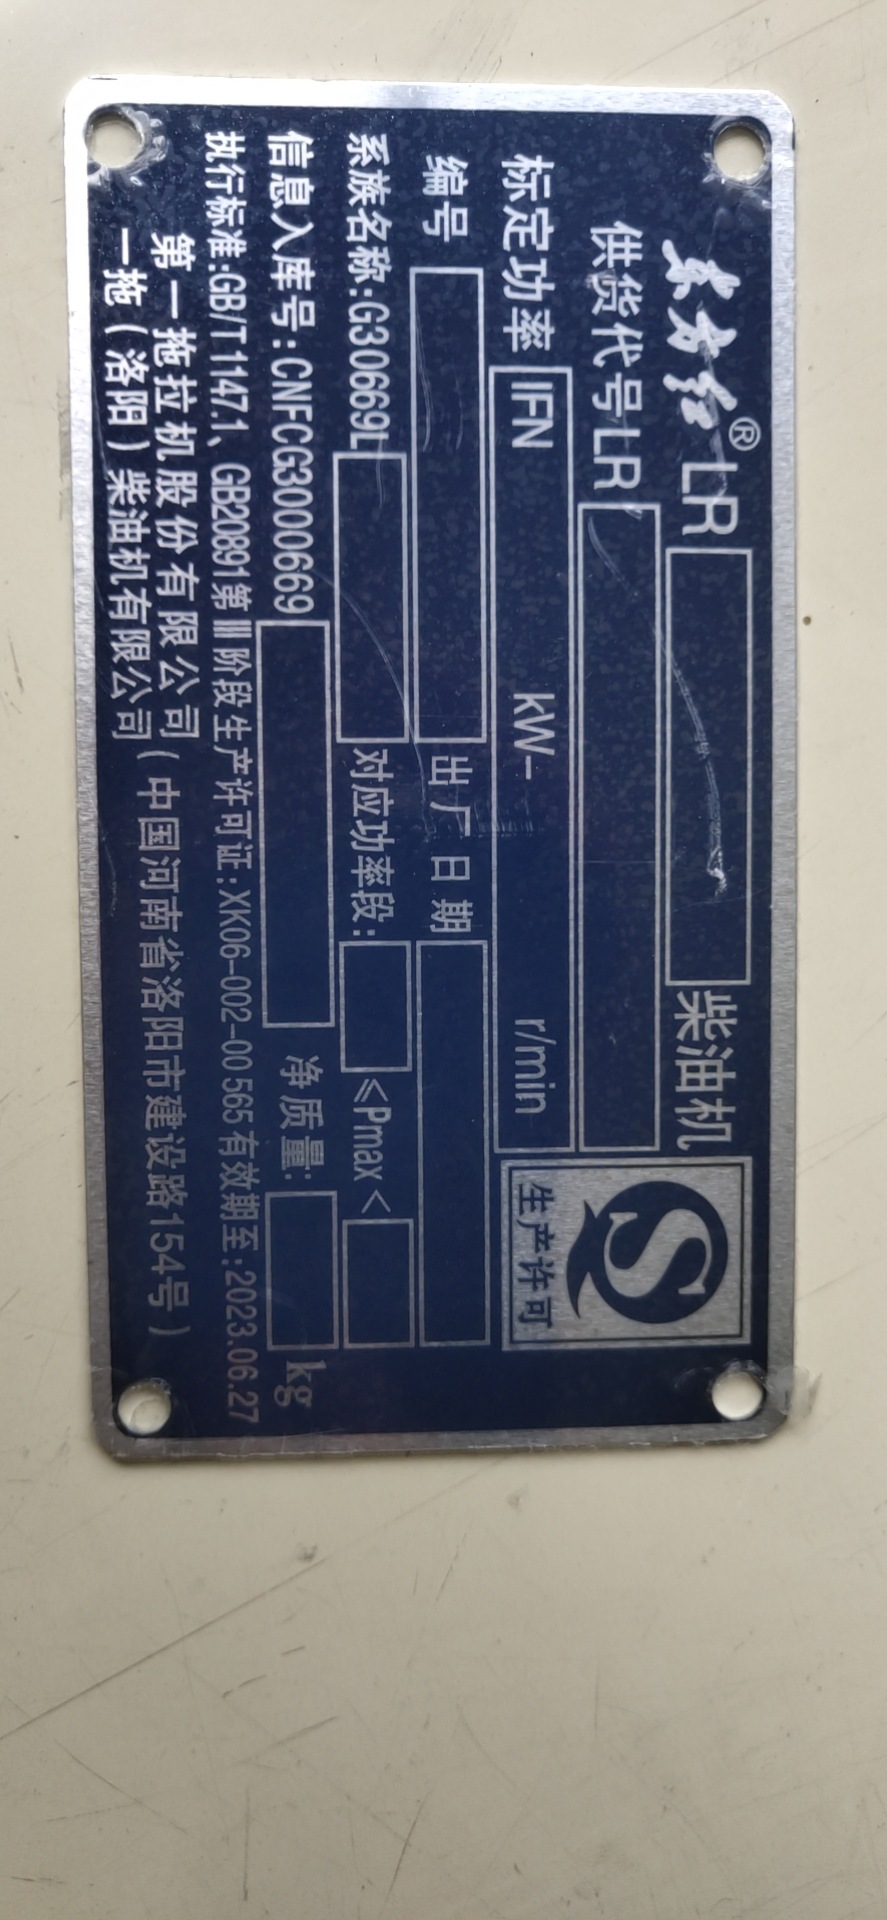 东方红® LR 柴油机
供货代号LR
标定功率 IFN kW- r/min
S
生产许可
编号 出厂日期
系族名称:G30669L 对应功率段: ≤Pmax <
信息入库号:CNFCG3000669 净质量: kg
执行标准:GB/T1147.1、GB20891第Ⅲ阶段生产许可证:XK06-002-00565有效期至:2023.06.27
第一拖拉机股份有限公司
一拖(洛阳)柴油机有限公司
(中国河南省洛阳市建设路154号)